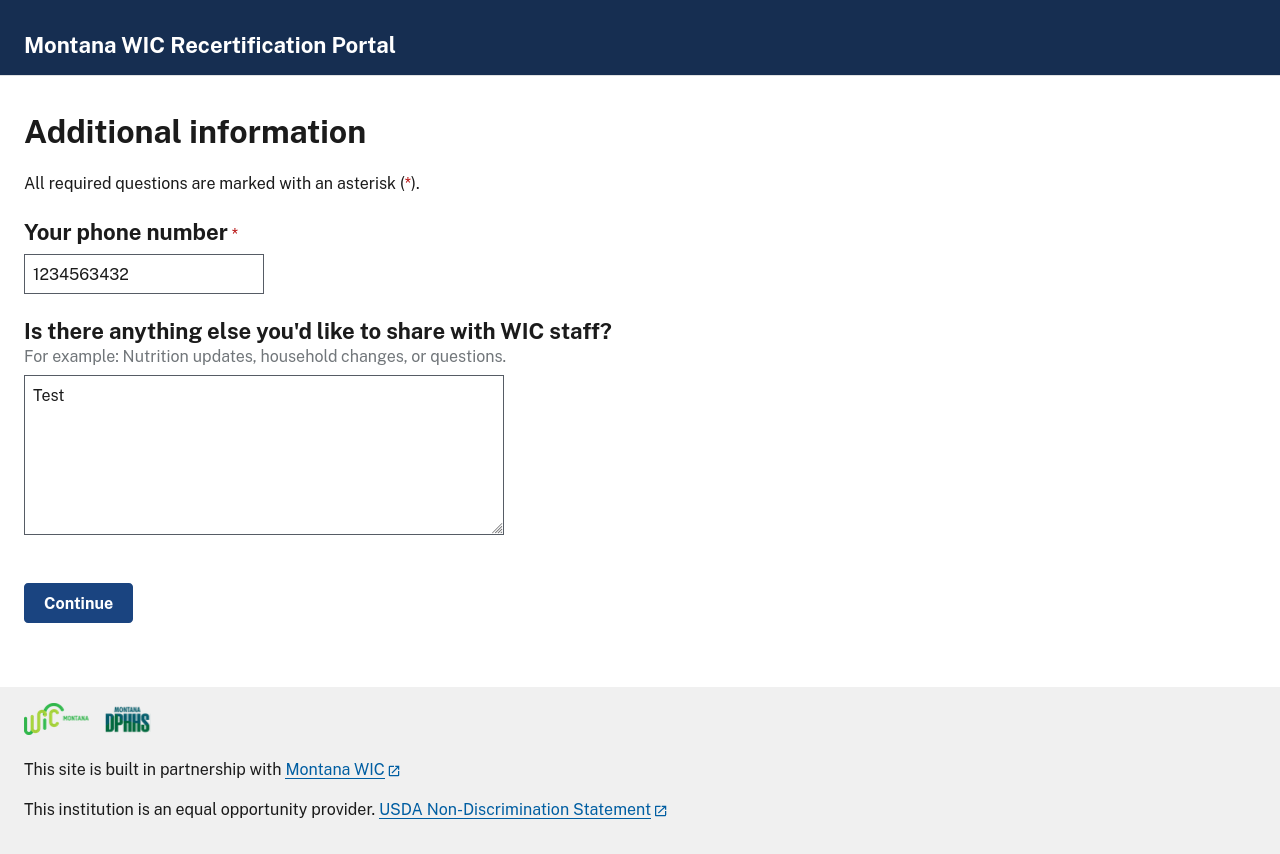 Montana WIC Recertification Portal
Additional information
All required questions are marked with an asterisk (*).
Your phone number *
1234563432
Is there anything else you'd like to share with WIC staff?
For example: Nutrition updates, household changes, or questions.
Test
Continue
WIC MONTANA
MONTANA
DPHHS
This site is built in partnership with Montana WIC
This institution is an equal opportunity provider. USDA Non-Discrimination Statement